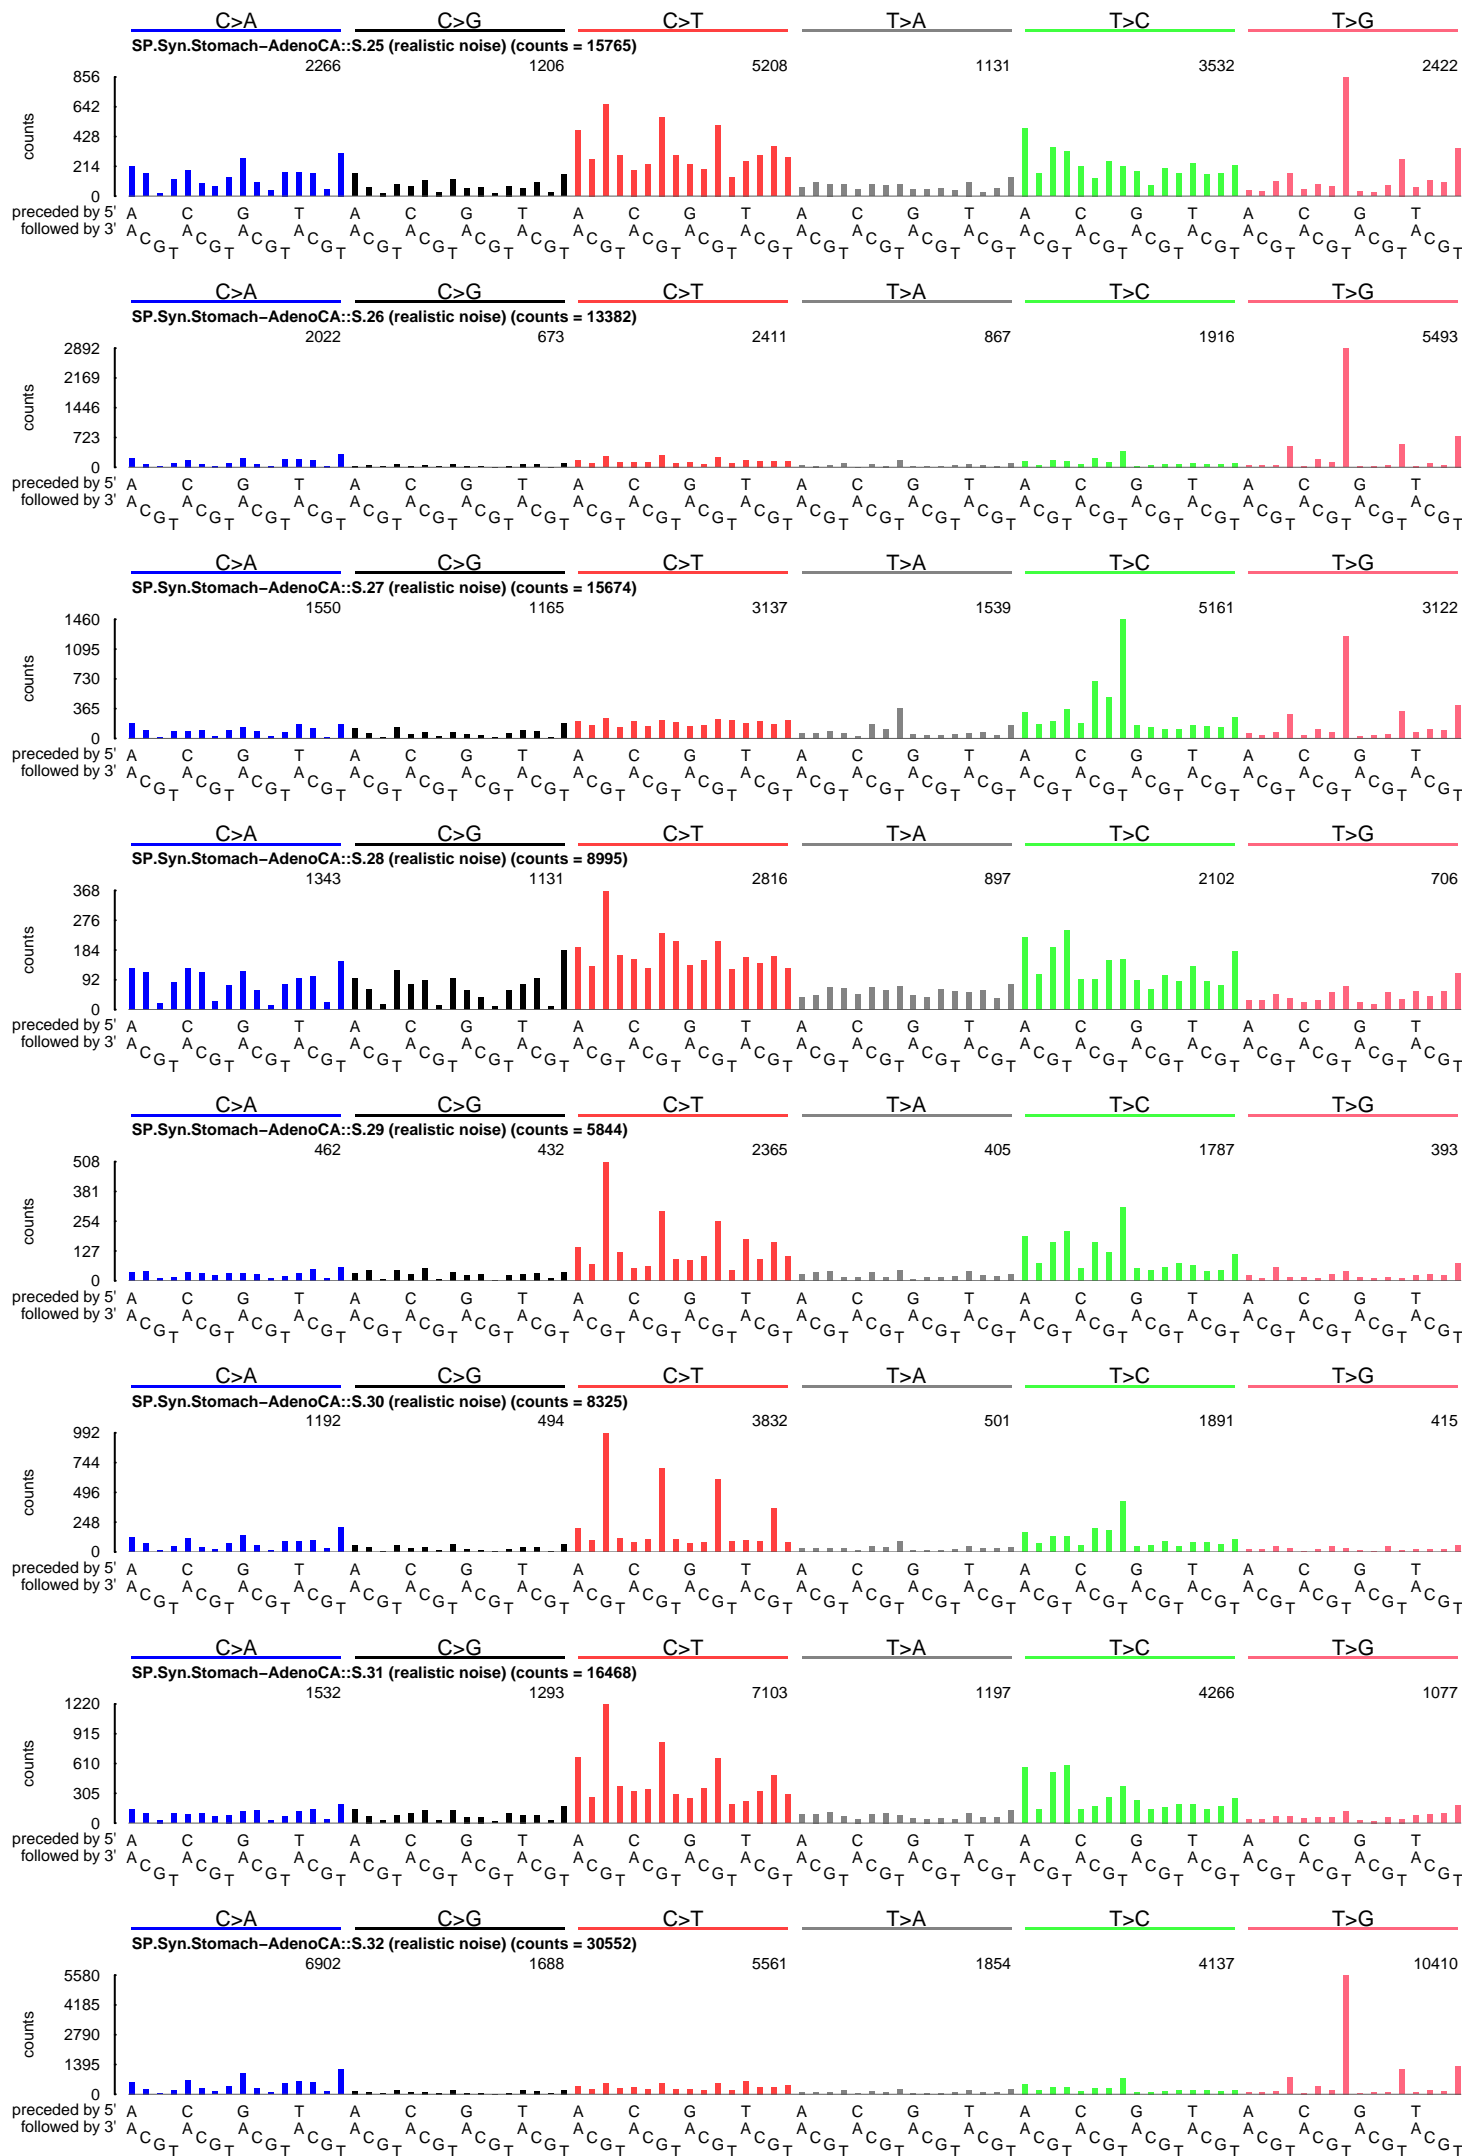 C>A C>G C>T T>A T>C T>G
SP.Syn.Stomach−AdenoCA::S.25 (realistic noise) (counts = 15765)
2266 1206 5208 1131 3532 2422
856
642
428
214
0
counts
preceded by 5' A C G T A C G T A C G T A C G T A C G T A C G T
followed by 3' A C G T A C G T A C G T A C G T A C G T A C G T A C G T A C G T A C G T A C G T A C G T A C G T A C G T A C G T A C G T A C G T A C G T A C G T A C G T A C G T A C G T A C G T A C G T A C G T
C>A C>G C>T T>A T>C T>G
SP.Syn.Stomach−AdenoCA::S.26 (realistic noise) (counts = 13382)
2022 673 2411 867 1916 5493
2892
2169
1446
723
0
counts
preceded by 5' A C G T A C G T A C G T A C G T A C G T A C G T
followed by 3' A C G T A C G T A C G T A C G T A C G T A C G T A C G T A C G T A C G T A C G T A C G T A C G T A C G T A C G T A C G T A C G T A C G T A C G T A C G T A C G T A C G T A C G T A C G T A C G T
C>A C>G C>T T>A T>C T>G
SP.Syn.Stomach−AdenoCA::S.27 (realistic noise) (counts = 15674)
1550 1165 3137 1539 5161 3122
1460
1095
730
365
0
counts
preceded by 5' A C G T A C G T A C G T A C G T A C G T A C G T
followed by 3' A C G T A C G T A C G T A C G T A C G T A C G T A C G T A C G T A C G T A C G T A C G T A C G T A C G T A C G T A C G T A C G T A C G T A C G T A C G T A C G T A C G T A C G T A C G T A C G T
C>A C>G C>T T>A T>C T>G
SP.Syn.Stomach−AdenoCA::S.28 (realistic noise) (counts = 8995)
1343 1131 2816 897 2102 706
368
276
184
92
0
counts
preceded by 5' A C G T A C G T A C G T A C G T A C G T A C G T
followed by 3' A C G T A C G T A C G T A C G T A C G T A C G T A C G T A C G T A C G T A C G T A C G T A C G T A C G T A C G T A C G T A C G T A C G T A C G T A C G T A C G T A C G T A C G T A C G T A C G T
C>A C>G C>T T>A T>C T>G
SP.Syn.Stomach−AdenoCA::S.29 (realistic noise) (counts = 5844)
462 432 2365 405 1787 393
508
381
254
127
0
counts
preceded by 5' A C G T A C G T A C G T A C G T A C G T A C G T
followed by 3' A C G T A C G T A C G T A C G T A C G T A C G T A C G T A C G T A C G T A C G T A C G T A C G T A C G T A C G T A C G T A C G T A C G T A C G T A C G T A C G T A C G T A C G T A C G T A C G T
C>A C>G C>T T>A T>C T>G
SP.Syn.Stomach−AdenoCA::S.30 (realistic noise) (counts = 8325)
1192 494 3832 501 1891 415
992
744
496
248
0
counts
preceded by 5' A C G T A C G T A C G T A C G T A C G T A C G T
followed by 3' A C G T A C G T A C G T A C G T A C G T A C G T A C G T A C G T A C G T A C G T A C G T A C G T A C G T A C G T A C G T A C G T A C G T A C G T A C G T A C G T A C G T A C G T A C G T A C G T
C>A C>G C>T T>A T>C T>G
SP.Syn.Stomach−AdenoCA::S.31 (realistic noise) (counts = 16468)
1532 1293 7103 1197 4266 1077
1220
915
610
305
0
counts
preceded by 5' A C G T A C G T A C G T A C G T A C G T A C G T
followed by 3' A C G T A C G T A C G T A C G T A C G T A C G T A C G T A C G T A C G T A C G T A C G T A C G T A C G T A C G T A C G T A C G T A C G T A C G T A C G T A C G T A C G T A C G T A C G T A C G T
C>A C>G C>T T>A T>C T>G
SP.Syn.Stomach−AdenoCA::S.32 (realistic noise) (counts = 30552)
6902 1688 5561 1854 4137 10410
5580
4185
2790
1395
0
counts
preceded by 5' A C G T A C G T A C G T A C G T A C G T A C G T
followed by 3' A C G T A C G T A C G T A C G T A C G T A C G T A C G T A C G T A C G T A C G T A C G T A C G T A C G T A C G T A C G T A C G T A C G T A C G T A C G T A C G T A C G T A C G T A C G T A C G T